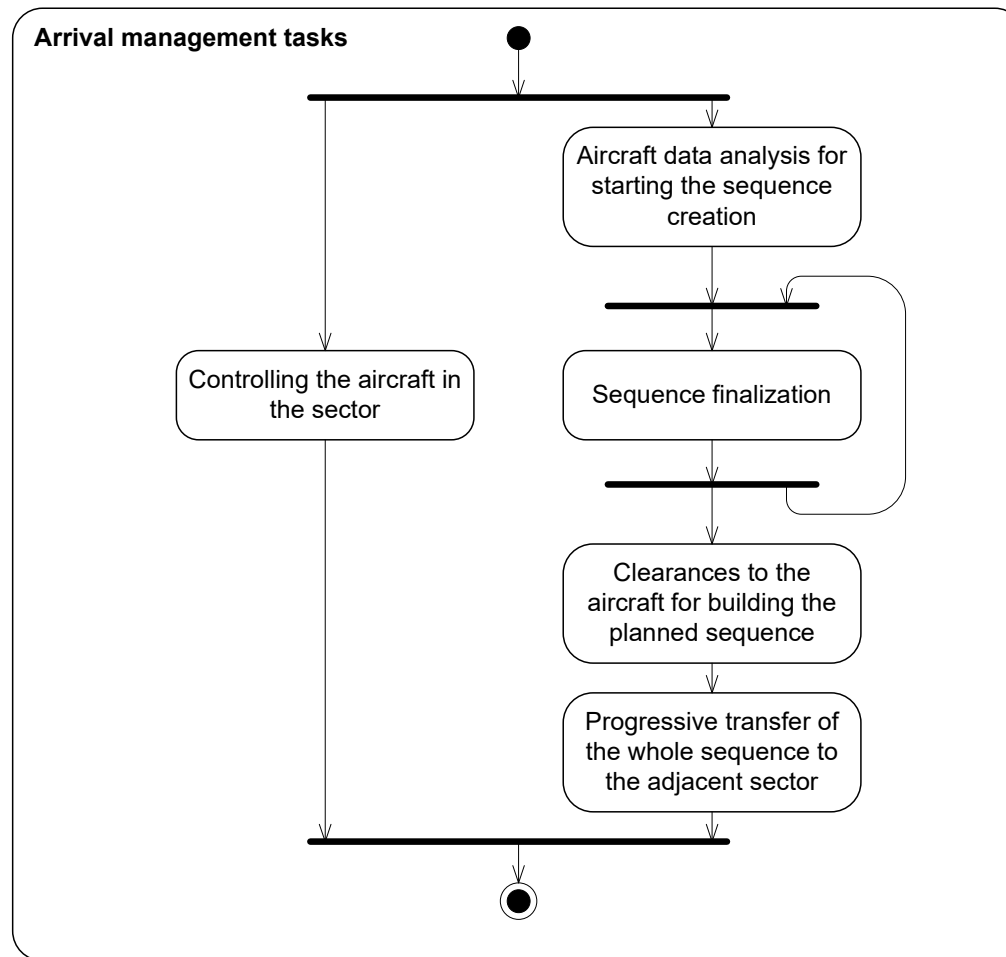 Arrival management tasks
Aircraft data analysis for
starting the sequence
creation
Controlling the aircraft in
the sector
Sequence finalization
Clearances to the
aircraft for building the
planned sequence
Progressive transfer of
the whole sequence to
the adjacent sector